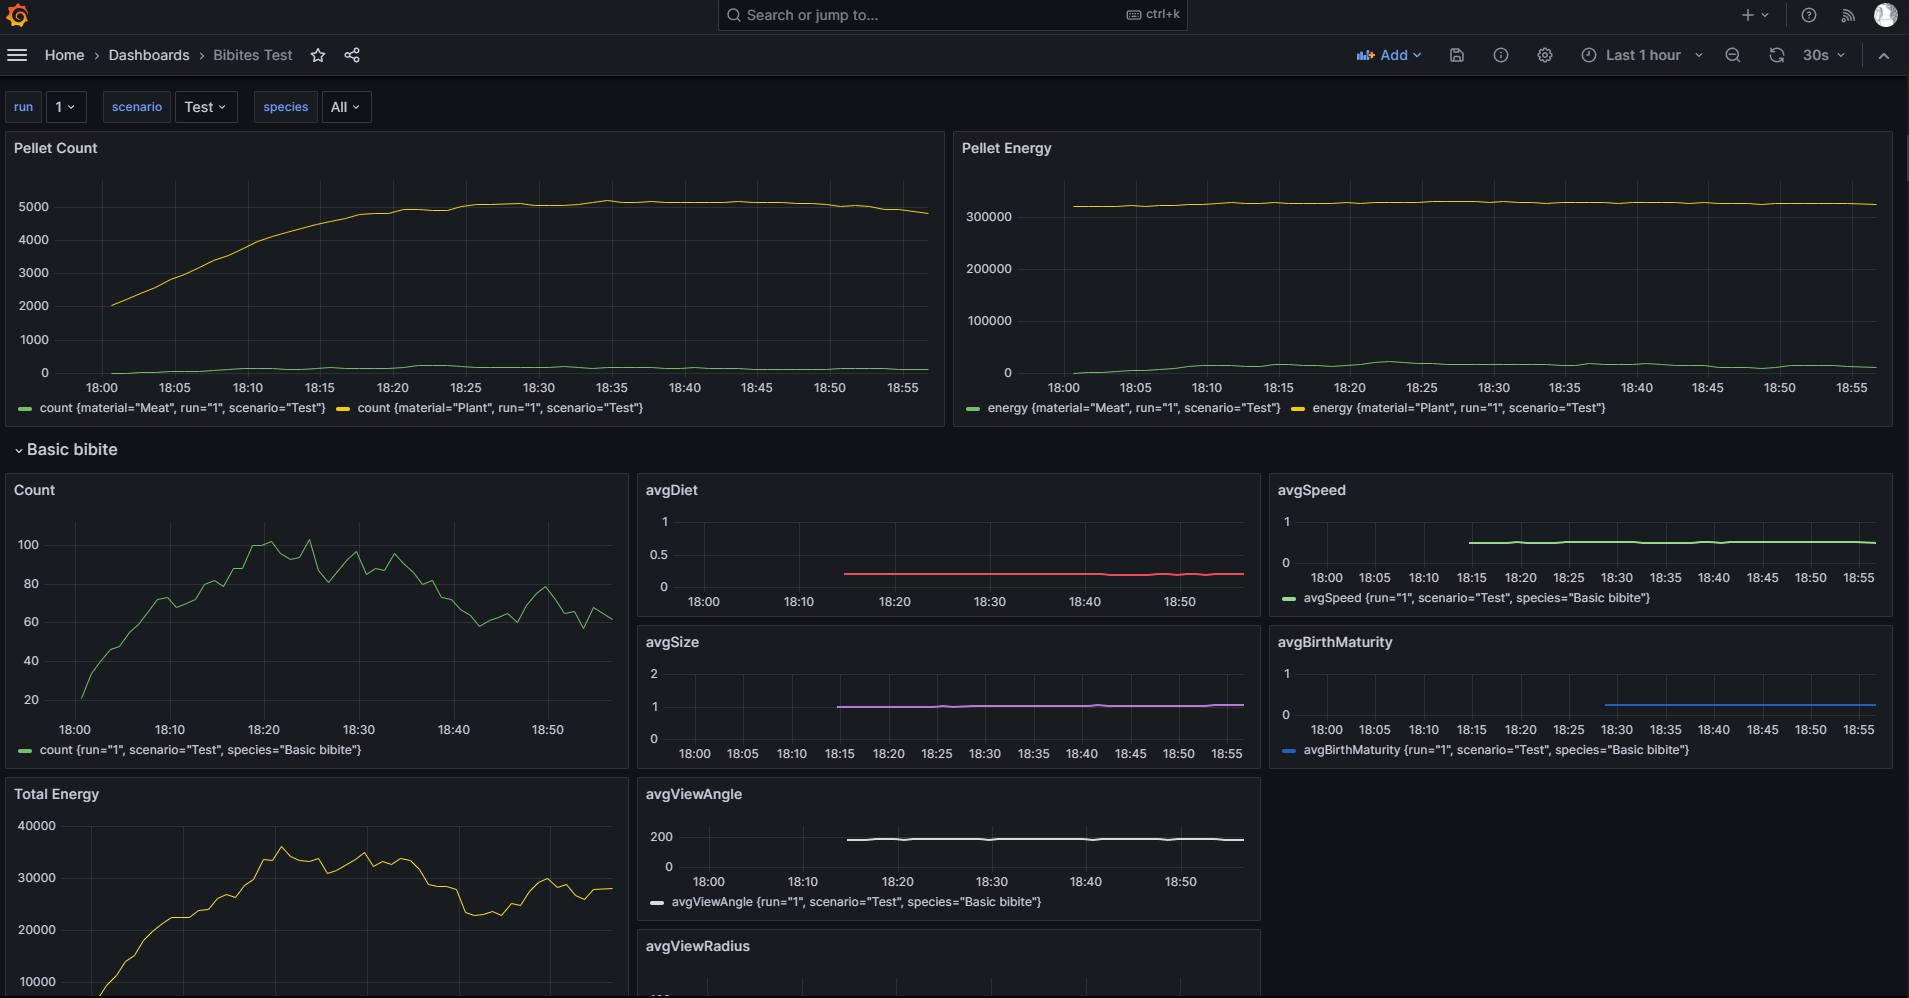 Search or jump to... ctrl+k
Home › Dashboards › Bibites Test Add Last 1 hour 30s
run 1 scenario Test species All
Pellet Count
5000
4000
3000
2000
1000
0
18:00 18:05 18:10 18:15 18:20 18:25 18:30 18:35 18:40 18:45 18:50 18:55
count {material="Meat", run="1", scenario="Test"} count {material="Plant", run="1", scenario="Test"}
Pellet Energy
300000
200000
100000
0
18:00 18:05 18:10 18:15 18:20 18:25 18:30 18:35 18:40 18:45 18:50 18:55
energy {material="Meat", run="1", scenario="Test"} energy {material="Plant", run="1", scenario="Test"}
Basic bibite
Count
100
80
60
40
20
18:00 18:10 18:20 18:30 18:40 18:50
count {run="1", scenario="Test", species="Basic bibite"}
avgDiet
1
0.5
0
18:00 18:10 18:20 18:30 18:40 18:50
avgSpeed
1
0
18:00 18:05 18:10 18:15 18:20 18:25 18:30 18:35 18:40 18:45 18:50 18:55
avgSpeed {run="1", scenario="Test", species="Basic bibite"}
avgSize
2
1
0
18:00 18:05 18:10 18:15 18:20 18:25 18:30 18:35 18:40 18:45 18:50 18:55
avgBirthMaturity
1
0
18:00 18:05 18:10 18:15 18:20 18:25 18:30 18:35 18:40 18:45 18:50 18:55
avgBirthMaturity {run="1", scenario="Test", species="Basic bibite"}
Total Energy
40000
30000
20000
10000
avgViewAngle
200
0
18:00 18:10 18:20 18:30 18:40 18:50
avgViewAngle {run="1", scenario="Test", species="Basic bibite"}
avgViewRadius